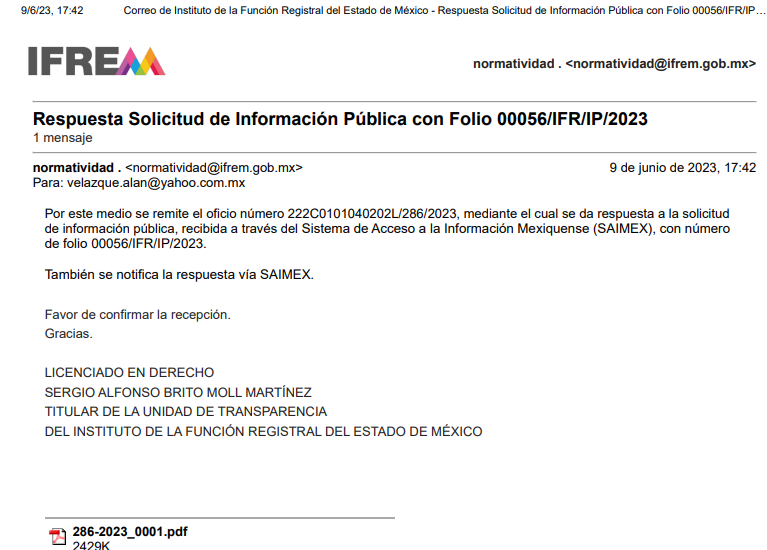 9/6/23, 17:42 Correo de Instituto de la Función Registral del Estado de México - Respuesta Solicitud de Información Pública con Folio 00056/IFR/IP…
IFREM
normatividad . <normatividad@ifrem.gob.mx>
Respuesta Solicitud de Información Pública con Folio 00056/IFR/IP/2023
1 mensaje
normatividad . <normatividad@ifrem.gob.mx> 9 de junio de 2023, 17:42
Para: velazque.alan@yahoo.com.mx
Por este medio se remite el oficio número 222C0101040202L/286/2023, mediante el cual se da respuesta a la solicitud
de información pública, recibida a través del Sistema de Acceso a la Información Mexiquense (SAIMEX), con número
de folio 00056/IFR/IP/2023.
También se notifica la respuesta vía SAIMEX.
Favor de confirmar la recepción.
Gracias.
LICENCIADO EN DERECHO
SERGIO ALFONSO BRITO MOLL MARTÍNEZ
TITULAR DE LA UNIDAD DE TRANSPARENCIA
DEL INSTITUTO DE LA FUNCIÓN REGISTRAL DEL ESTADO DE MÉXICO
286-2023_0001.pdf
2429K